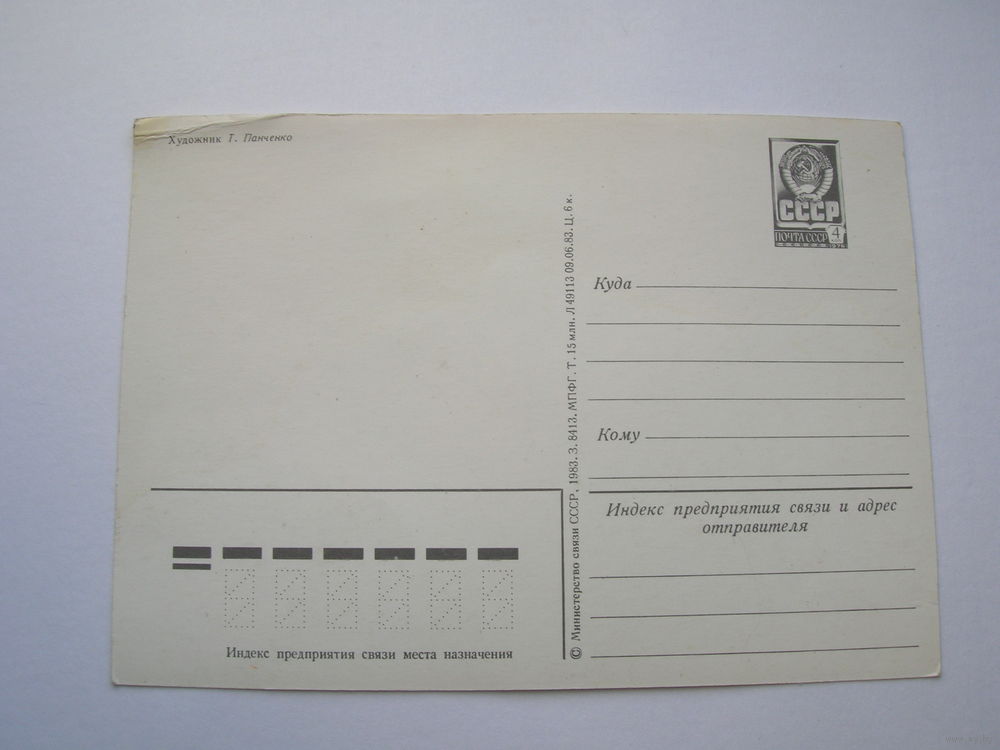 Художник Т. Панченко
СССР
ПОЧТА СССР 4
Куда
Кому
© Министерство связи СССР, 1983. З. 8413. МПФГ. Т. 15 млн. Л 49113 09.06.83. Ц. 6 к.
Индекс предприятия связи и адрес
отправителя
Индекс предприятия связи места назначения